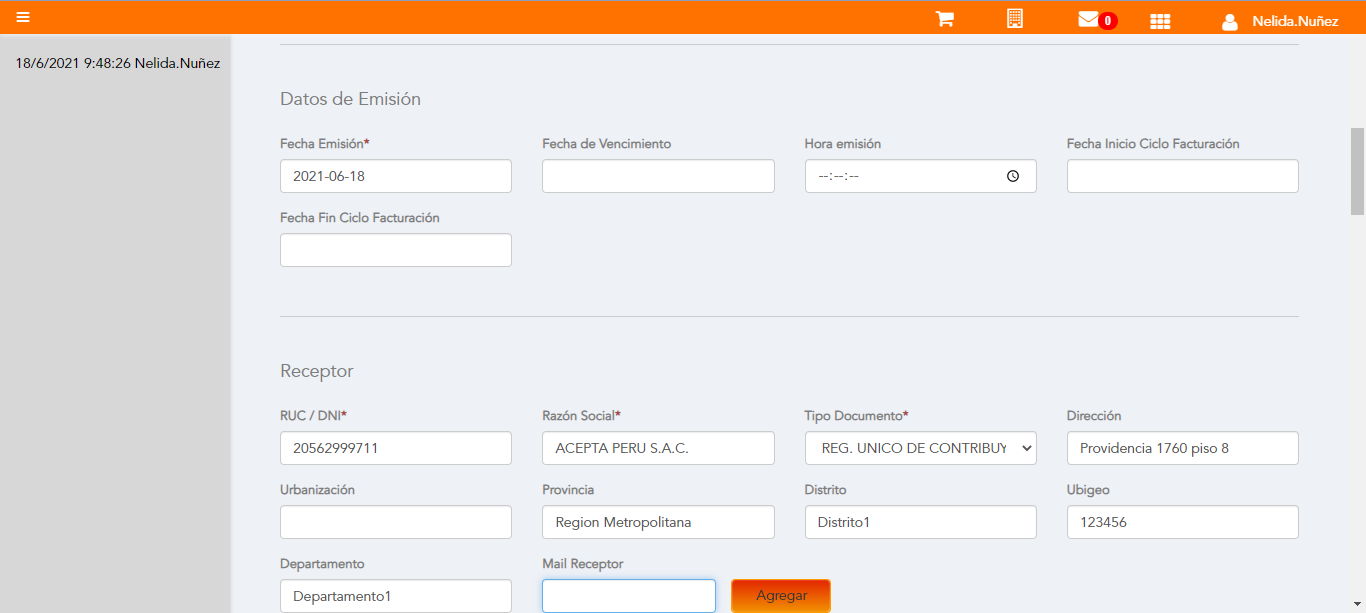 0
Nelida.Nuñez
18/6/2021 9:48:26 Nelida.Nuñez
Datos de Emisión
Fecha Emisión* Fecha de Vencimiento Hora emisión Fecha Inicio Ciclo Facturación
2021-06-18 --:--:--
Fecha Fin Ciclo Facturación
Receptor
RUC / DNI* Razón Social* Tipo Documento* Dirección
20562999711 ACEPTA PERU S.A.C. REG. UNICO DE CONTRIBUY Providencia 1760 piso 8
Urbanización Provincia Distrito Ubigeo
Region Metropolitana Distrito1 123456
Departamento Mail Receptor
Departamento1 Agregar